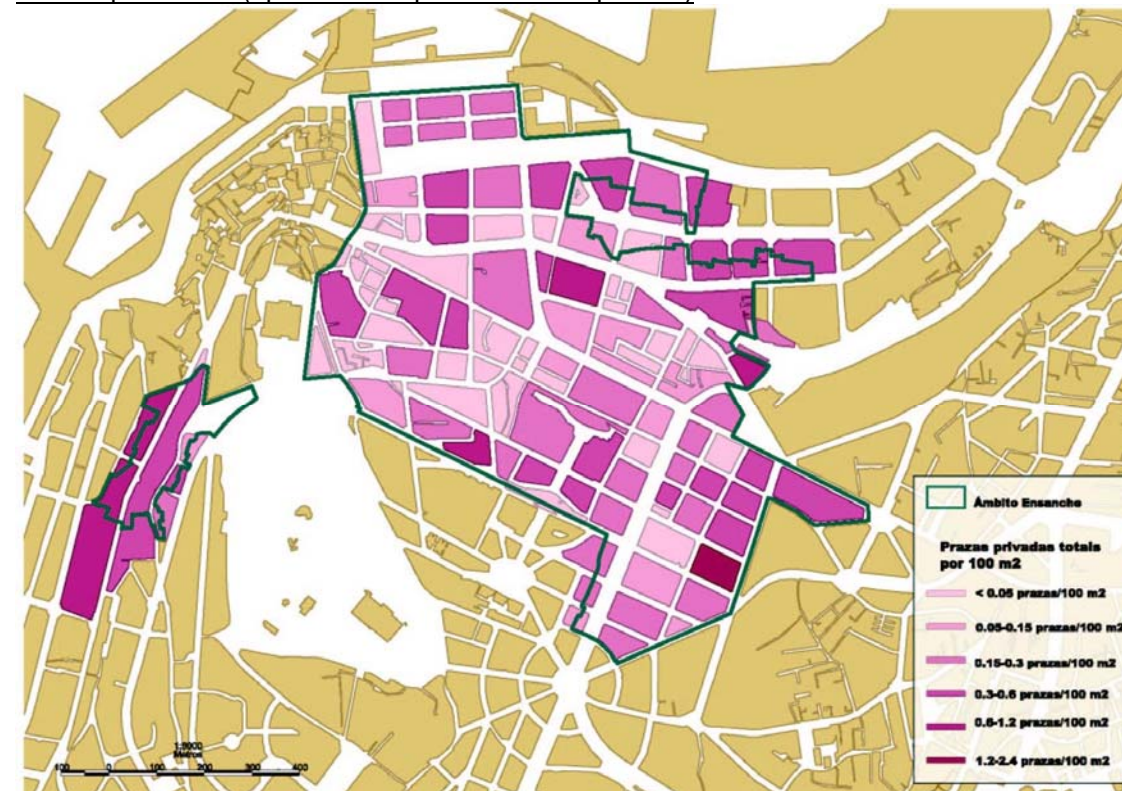 Ámbito Ensanche
Prazas privadas totais
por 100 m2
< 0.05 prazas/100 m2
0.05-0.15 prazas/100 m2
0.15-0.3 prazas/100 m2
0.3-0.6 prazas/100 m2
0.6-1.2 prazas/100 m2
1.2-2.4 prazas/100 m2
Metros
100 0 100 200 300 400